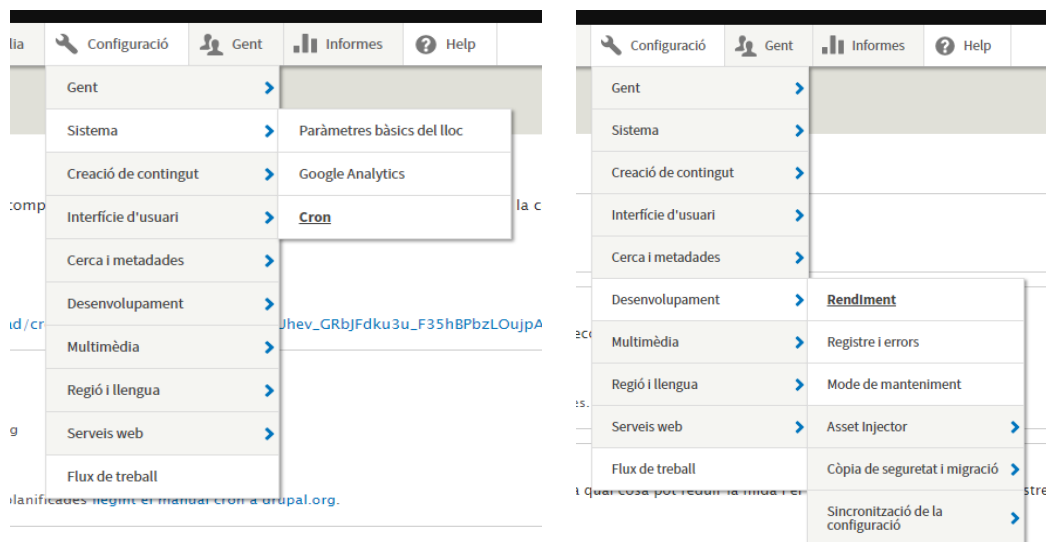 lia Configuració Gent Informes Help
Gent
Sistema
Paràmetres bàsics del lloc
Creació de contingut
Google Analytics
comp
Interfície d'usuari
Cron
la c
Cerca i metadades
Desenvolupament
ad/cr
Jhev_GRbJFdku3u_F35hBPbzLOujpA
Multimèdia
Regió i llengua
g
Serveis web
Flux de treball
planificades llegint el manual cron a drupal.org.
Configuració Gent Informes Help
Gent
Sistema
Creació de contingut
Interfície d'usuari
Cerca i metadades
Desenvolupament
Rendiment
Multimèdia
Registre i errors
Regió i llengua
Mode de manteniment
es.
Serveis web
Asset Injector
Flux de treball
Còpia de seguretat i migració
a qual cosa pot reduir la mida i el
stre
Sincronització de la
configuració